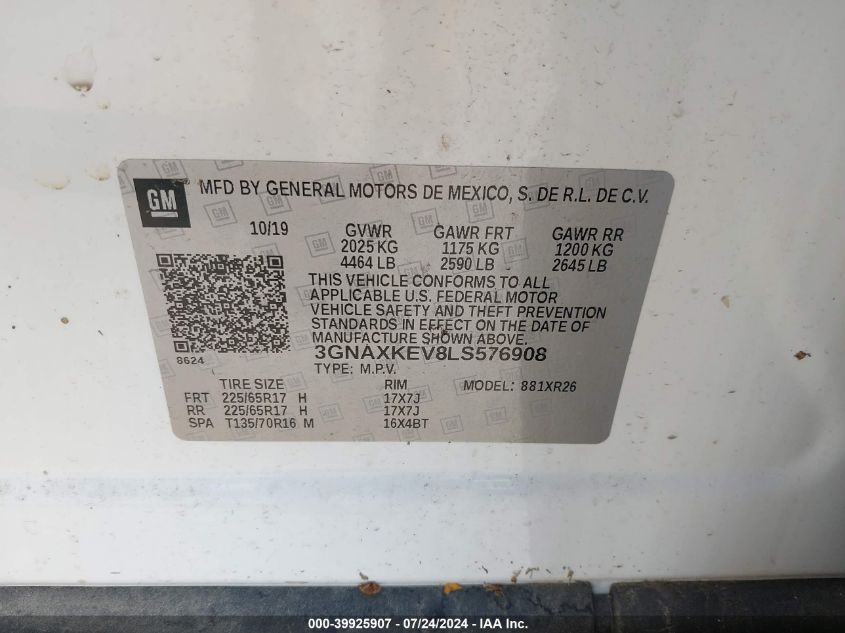 GM MFD BY GENERAL MOTORS DE MEXICO, S. DE R.L. DE C.V.
10/19 GVWR GAWR FRT GAWR RR
2025 KG 1175 KG 1200 KG
4464 LB 2590 LB 2645 LB
THIS VEHICLE CONFORMS TO ALL
APPLICABLE U.S. FEDERAL MOTOR
VEHICLE SAFETY AND THEFT PREVENTION
STANDARDS IN EFFECT ON THE DATE OF
MANUFACTURE SHOWN ABOVE.
8624 3GNAXKEV8LS576908
TYPE: M.P.V.
TIRE SIZE RIM MODEL: 881XR26
FRT 225/65R17 H 17X7J
RR 225/65R17 H 17X7J
SPA T135/70R16 M 16X4BT
000-39925907 - 07/24/2024 - IAAI.COM